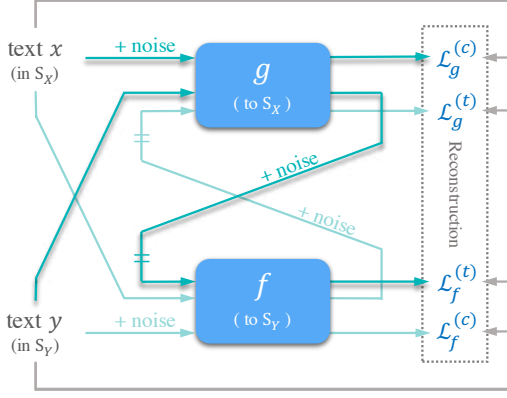 text x
(in S_X)
+ noise
g
( to S_X )
ℒ_g^(c)
ℒ_g^(t)
Reconstruction
+ noise
+ noise
text y
(in S_Y)
+ noise
f
( to S_Y )
ℒ_f^(t)
ℒ_f^(c)